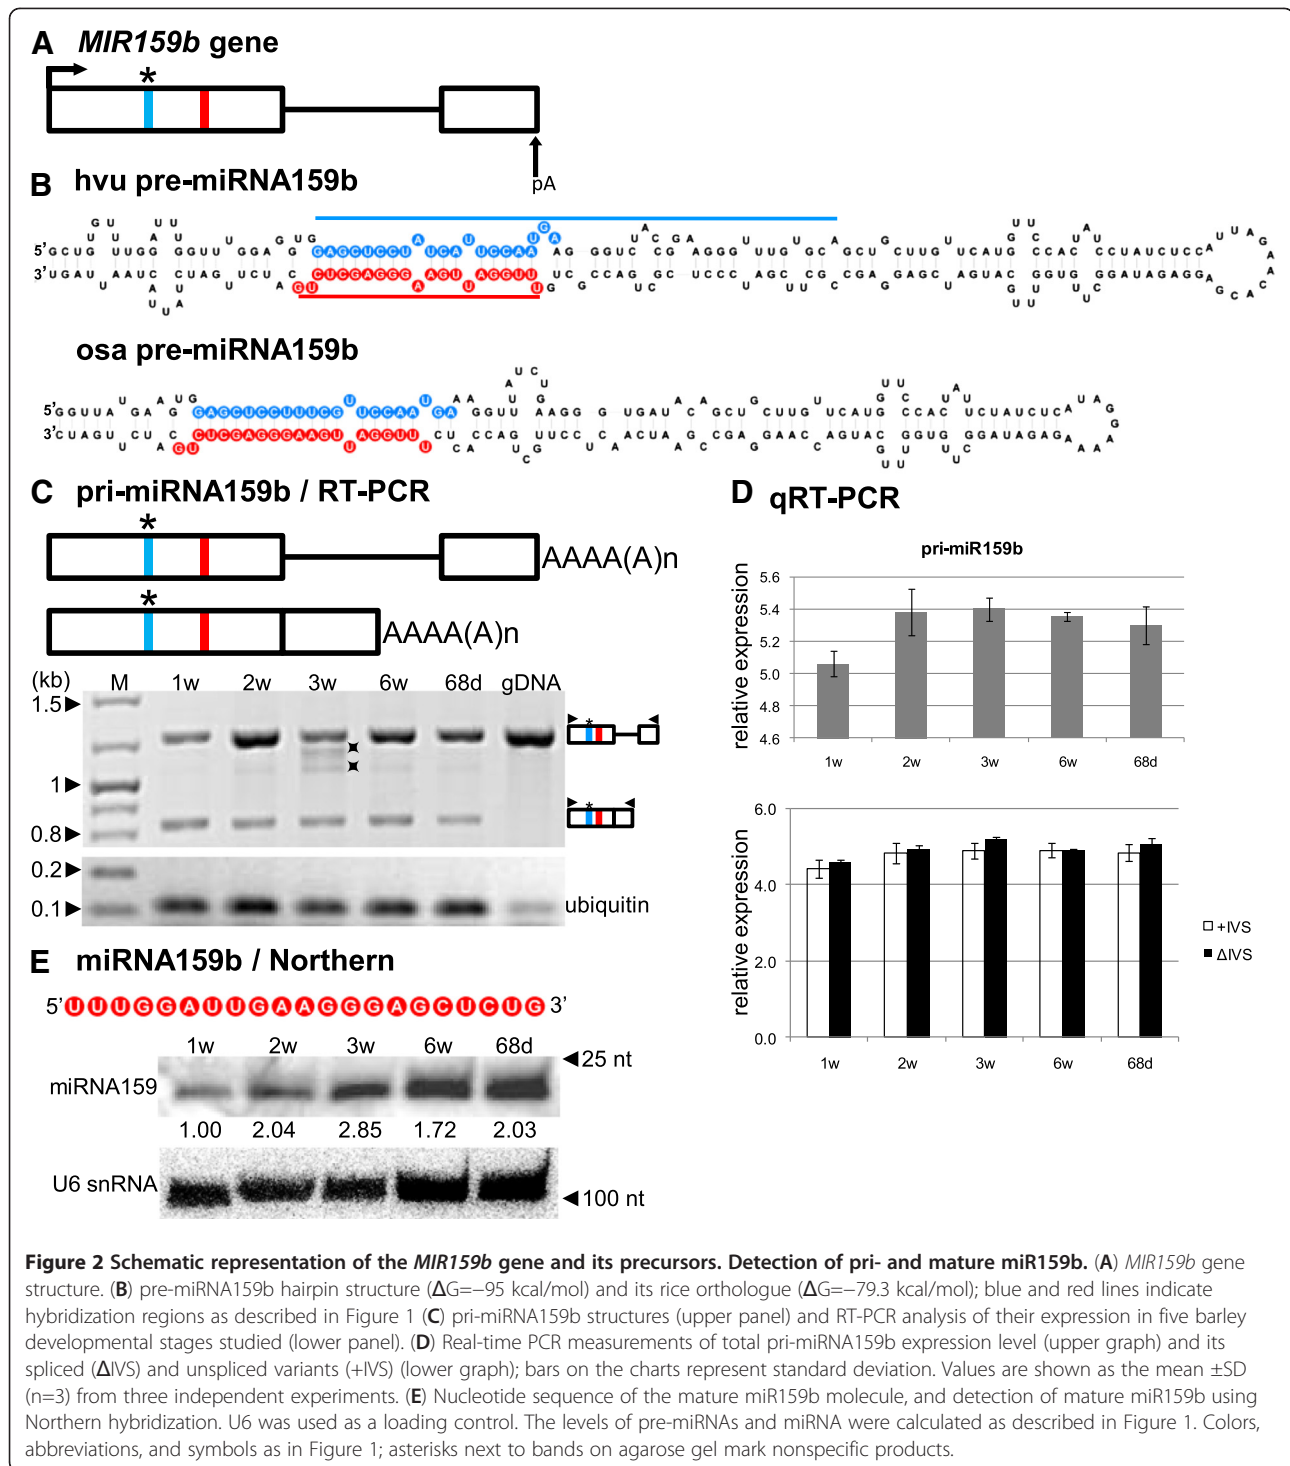 A MIR159b gene
*
pA
B hvu pre-miRNA159b
5'
3'
osa pre-miRNA159b
5'
3'
C pri-miRNA159b / RT-PCR
*
AAAA(A)n
*
AAAA(A)n
(kb) M 1w 2w 3w 6w 68d gDNA
1.5
1
0.8
0.2
0.1
ubiquitin
D qRT-PCR
pri-miR159b
relative expression
5.6
5.4
5.2
5.0
4.8
4.6
1w 2w 3w 6w 68d
relative expression
6.0
4.0
2.0
0.0
1w 2w 3w 6w 68d
+IVS
ΔIVS
E miRNA159b / Northern
5' UUUGGAUUGAAGGGAGCUCUG 3'
1w 2w 3w 6w 68d
25 nt
miRNA159
1.00 2.04 2.85 1.72 2.03
U6 snRNA
100 nt
Figure 2 Schematic representation of the MIR159b gene and its precursors. Detection of pri- and mature miR159b. (A) MIR159b gene
structure. (B) pre-miRNA159b hairpin structure (ΔG=−95 kcal/mol) and its rice orthologue (ΔG=−79.3 kcal/mol); blue and red lines indicate
hybridization regions as described in Figure 1 (C) pri-miRNA159b structures (upper panel) and RT-PCR analysis of their expression in five barley
developmental stages studied (lower panel). (D) Real-time PCR measurements of total pri-miRNA159b expression level (upper graph) and its
spliced (ΔIVS) and unspliced variants (+IVS) (lower graph); bars on the charts represent standard deviation. Values are shown as the mean ±SD
(n=3) from three independent experiments. (E) Nucleotide sequence of the mature miR159b molecule, and detection of mature miR159b using
Northern hybridization. U6 was used as a loading control. The levels of pre-miRNAs and miRNA were calculated as described in Figure 1. Colors,
abbreviations, and symbols as in Figure 1; asterisks next to bands on agarose gel mark nonspecific products.